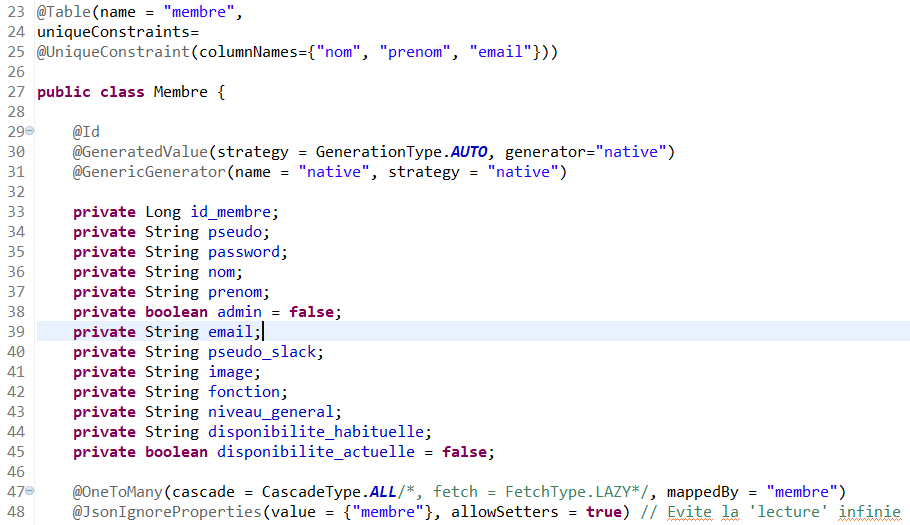 23 @Table(name = "membre",
24 uniqueConstraints=
25 @UniqueConstraint(columnNames={"nom", "prenom", "email"}))
26
27 public class Membre {
28
29 @Id
30 @GeneratedValue(strategy = GenerationType.AUTO, generator="native")
31 @GenericGenerator(name = "native", strategy = "native")
32
33 private Long id_membre;
34 private String pseudo;
35 private String password;
36 private String nom;
37 private String prenom;
38 private boolean admin = false;
39 private String email;
40 private String pseudo_slack;
41 private String image;
42 private String fonction;
43 private String niveau_general;
44 private String disponibilite_habituelle;
45 private boolean disponibilite_actuelle = false;
46
47 @OneToMany(cascade = CascadeType.ALL/*, fetch = FetchType.LAZY*/, mappedBy = "membre")
48 @JsonIgnoreProperties(value = {"membre"}, allowSetters = true) // Evite la 'lecture' infinie